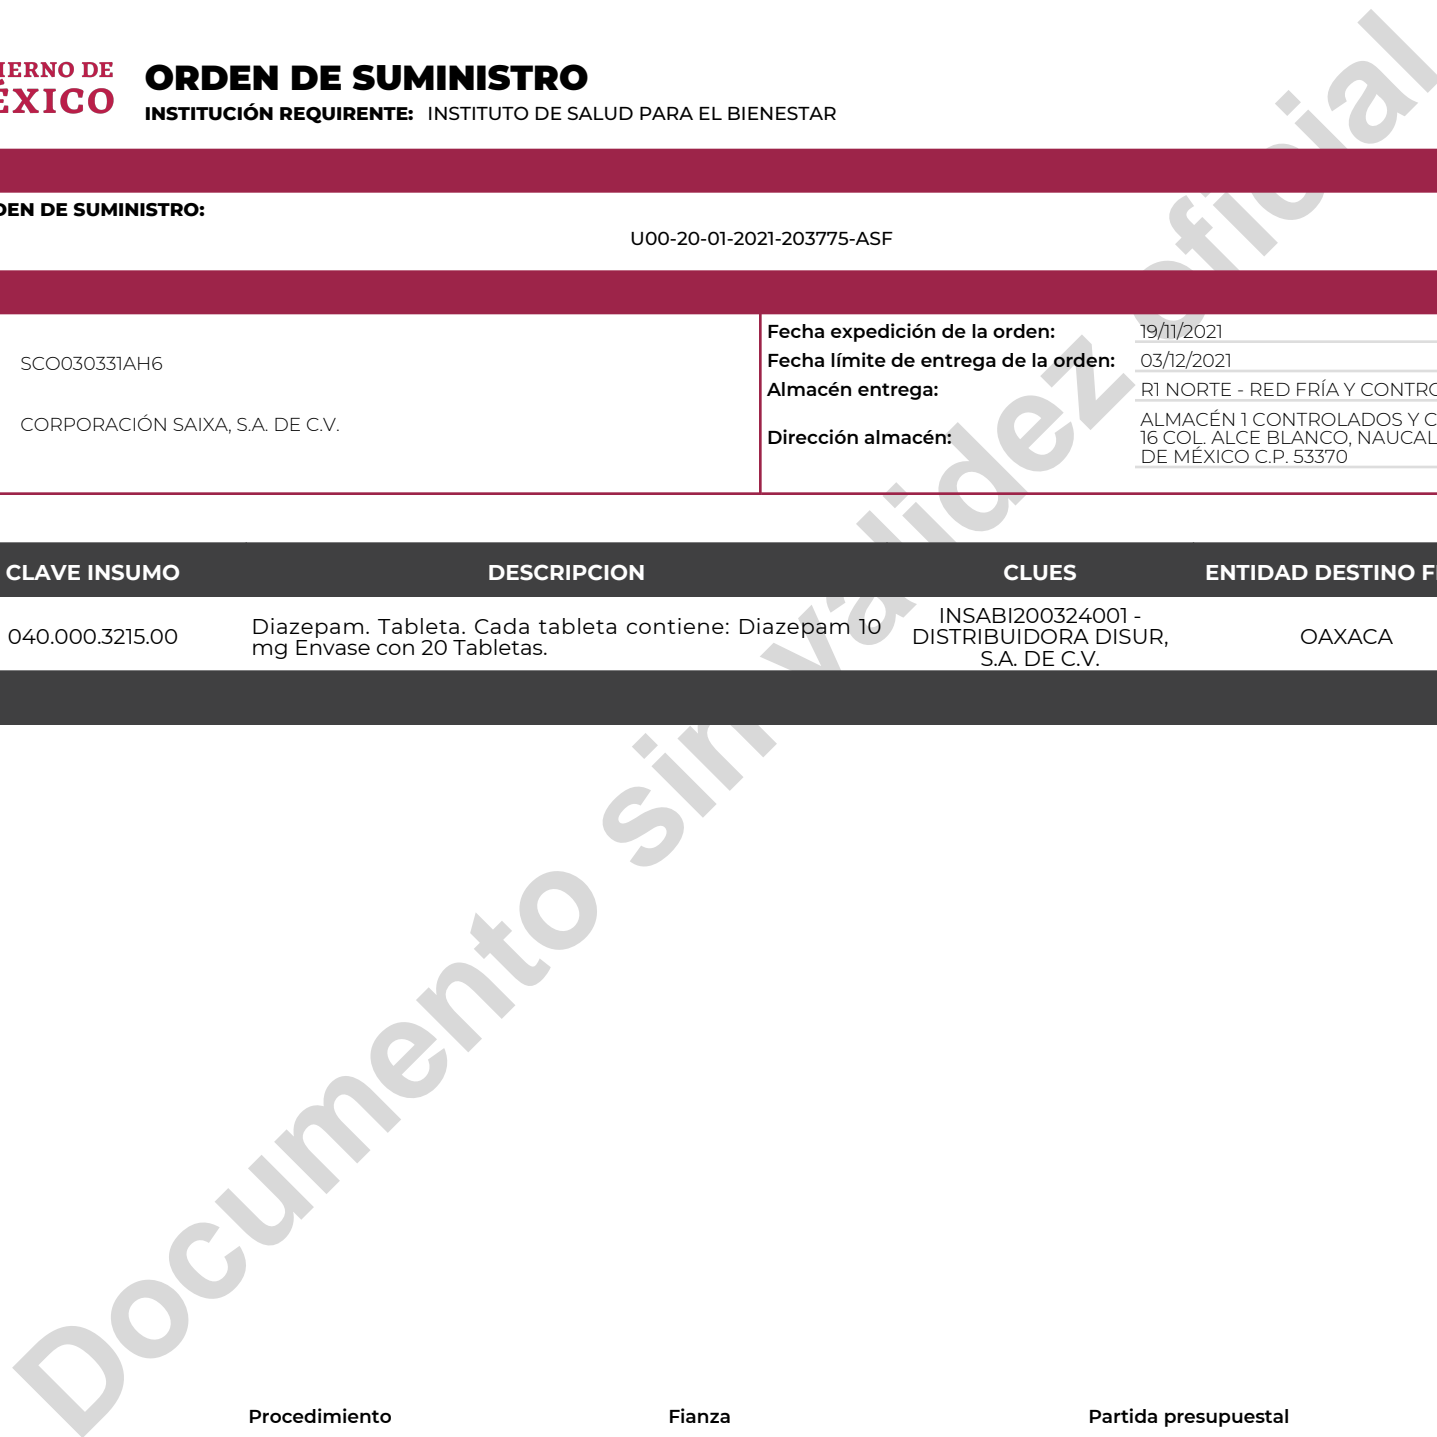 IERNO DE
ÉXICO
ORDEN DE SUMINISTRO
INSTITUCIÓN REQUIRENTE: INSTITUTO DE SALUD PARA EL BIENESTAR
DEN DE SUMINISTRO:
U00-20-01-2021-203775-ASF
SCO030331AH6
CORPORACIÓN SAIXA, S.A. DE C.V.
Fecha expedición de la orden: 19/11/2021
Fecha límite de entrega de la orden: 03/12/2021
Almacén entrega: R1 NORTE - RED FRÍA Y CONTRO
Dirección almacén: ALMACÉN 1 CONTROLADOS Y C
16 COL. ALCE BLANCO, NAUCAL
DE MÉXICO C.P. 53370
CLAVE INSUMO DESCRIPCION CLUES ENTIDAD DESTINO F
040.000.3215.00
Diazepam. Tableta. Cada tableta contiene: Diazepam 10
mg Envase con 20 Tabletas.
INSABI200324001 -
DISTRIBUIDORA DISUR,
S.A. DE C.V.
OAXACA
Documento sin validez oficial
Procedimiento Fianza Partida presupuestal